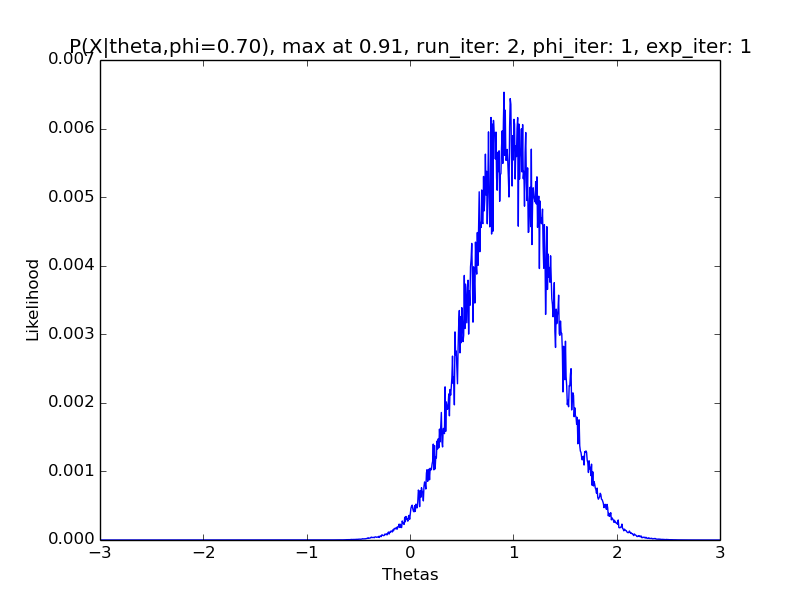 P(X|theta,phi=0.70), max at 0.91, run_iter: 2, phi_iter: 1, exp_iter: 1
0.007
0.006
0.005
0.004
0.003
0.002
0.001
0.000
Likelihood
−3 −2 −1 0 1 2 3
Thetas